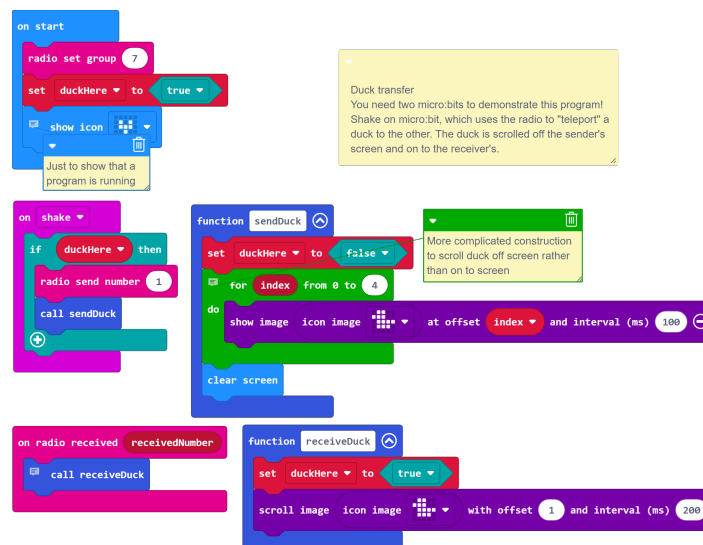 on start
radio set group 7
set duckHere to true
show icon
Just to show that a
program is running
Duck transfer
You need two micro:bits to demonstrate this program!
Shake on micro:bit, which uses the radio to "teleport" a
duck to the other. The duck is scrolled off the sender's
screen and on to the receiver's.
on shake
if duckHere then
radio send number 1
call sendDuck
function sendDuck
set duckHere to false
for index from 0 to 4
do
show image icon image at offset index and interval (ms) 100
clear screen
More complicated construction
to scroll duck off screen rather
than on to screen
on radio received receivedNumber
call receiveDuck
function receiveDuck
set duckHere to true
scroll image icon image with offset 1 and interval (ms) 200